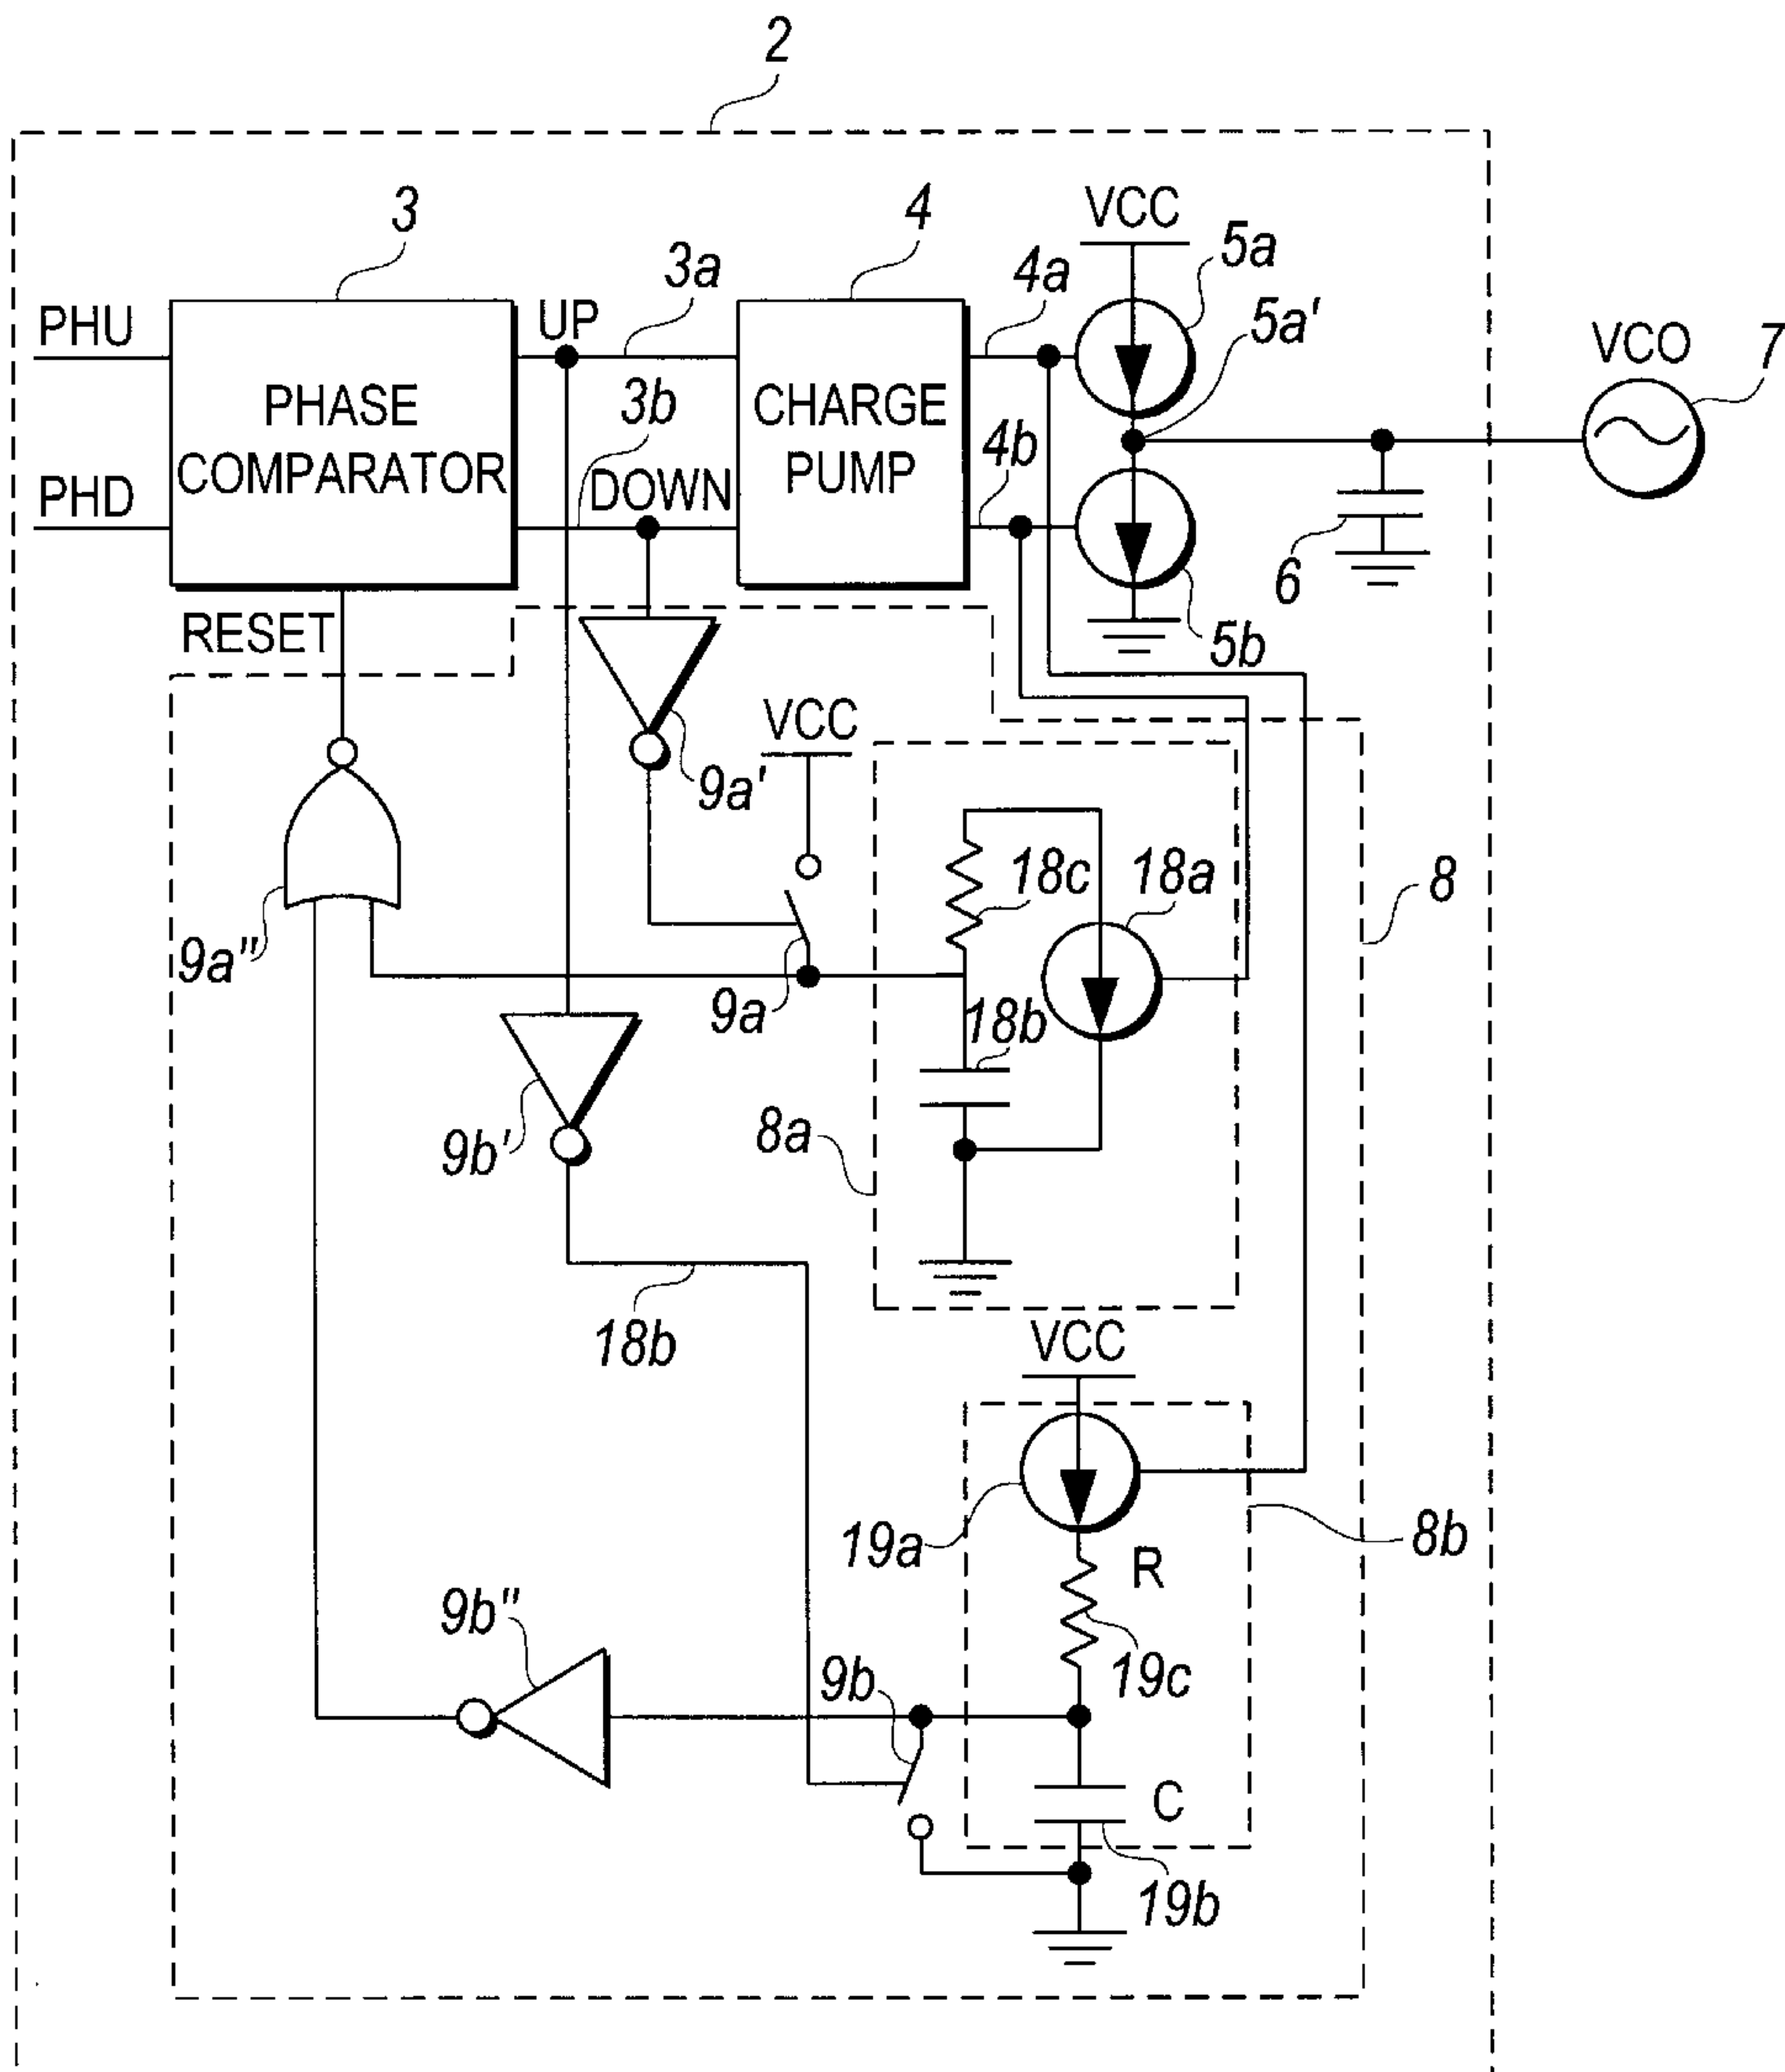 2
3
4
VCC
5a
3a
4a
5a'
PHU
UP
VCO
7
PHASE
COMPARATOR
3b
CHARGE
PUMP
4b
PHD
DOWN
6
RESET
5b
VCC
9a'
18c
18a
8
9a"
9a
18b
9b'
8a
18b
VCC
19a
R
8b
9b"
9b
19c
C
19b